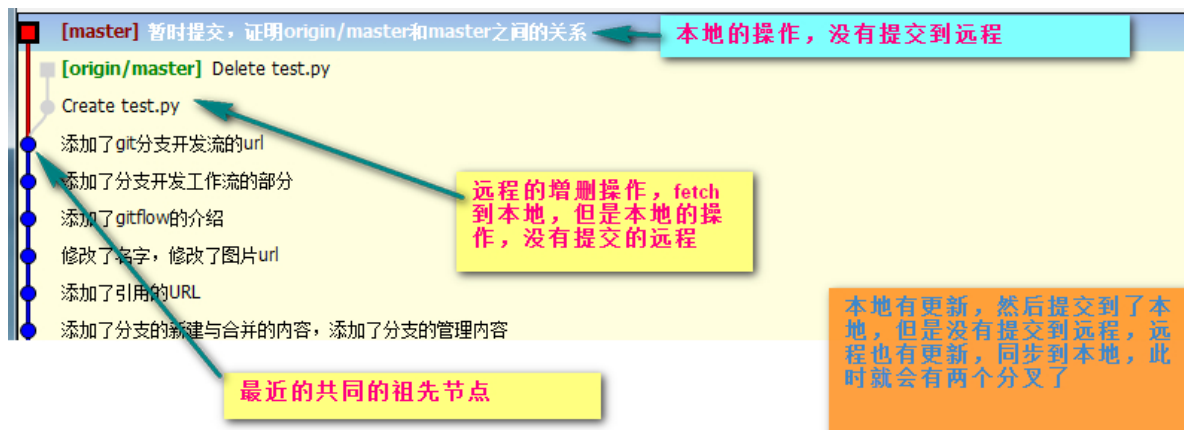 [master] 暂时提交，证明origin/master和master之间的关系
本地的操作，没有提交到远程
[origin/master] Delete test.py
Create test.py
添加了git分支开发流的url
添加了分支开发工作流的部分
添加了gitflow的介绍
修改了名字，修改了图片url
添加了引用的URL
添加了分支的新建与合并的内容，添加了分支的管理内容
远程的增删操作，fetch
到本地，但是本地的操
作，没有提交的远程
本地有更新，然后提交到了本
地，但是没有提交到远程，远
程也有更新，同步到本地，此
时就会有两个分叉了
最近的共同的祖先节点